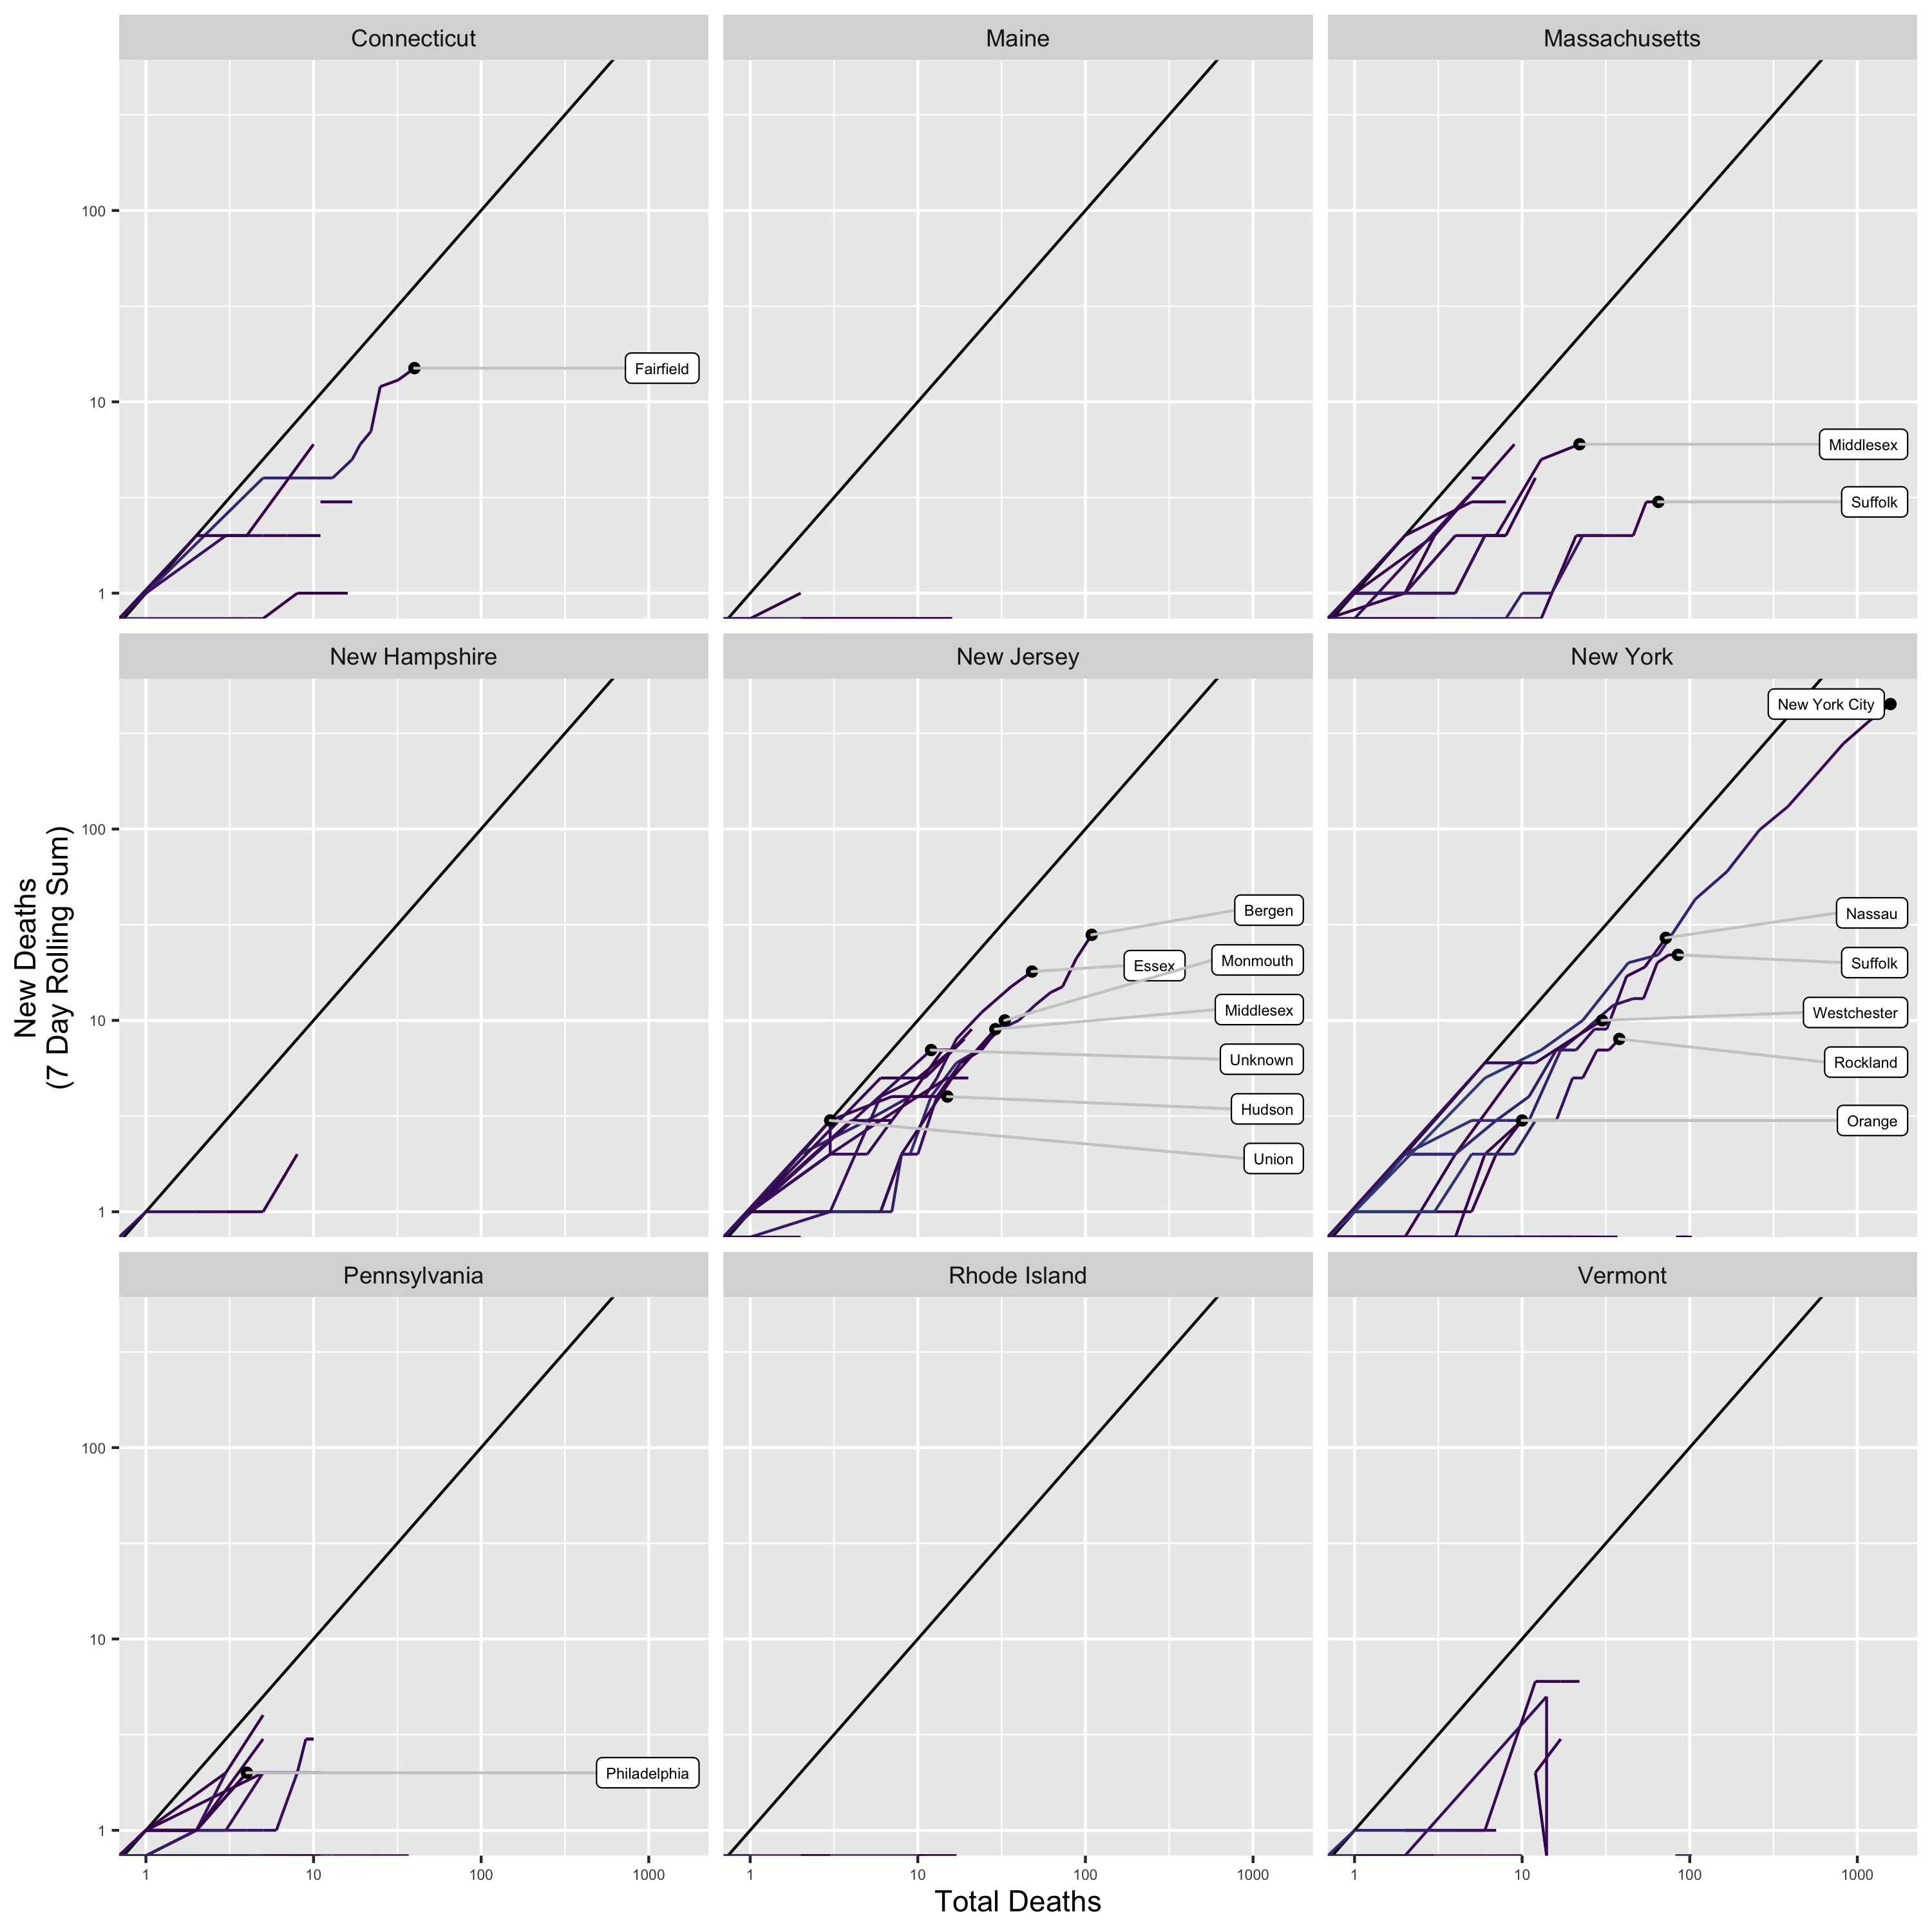 Connecticut
Maine
Massachusetts
100
10
1
Fairfield
Middlesex
Suffolk
New Hampshire
New Jersey
New York
100
10
1
Bergen
Essex
Monmouth
Middlesex
Unknown
Hudson
Union
New York City
Nassau
Suffolk
Westchester
Rockland
Orange
New Deaths
(7 Day Rolling Sum)
Pennsylvania
Rhode Island
Vermont
100
10
1
Philadelphia
1 10 100 1000
1 10 100 1000
1 10 100 1000
Total Deaths